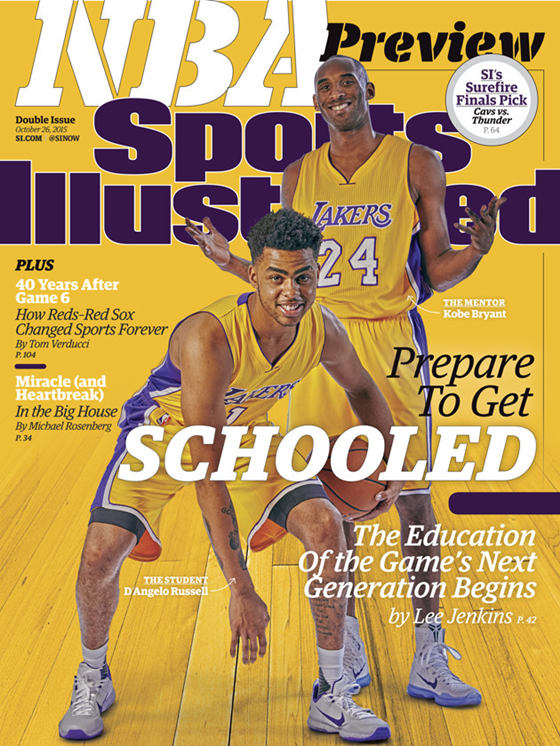 NBA Preview
SI's
Surefire
Finals Pick
Cavs vs.
Thunder
P. 64
Double Issue
October 26, 2015
SI.COM @SINOW
Sports
Illustrated
LAKERS
24
PLUS
40 Years After
Game 6
How Reds–Red Sox
Changed Sports Forever
By Tom Verducci
P. 104
Miracle (and
Heartbreak)
In the Big House
By Michael Rosenberg
P. 34
THE MENTOR
Kobe Bryant
LAKERS
1
Prepare
To Get
SCHOOLED
The Education
Of the Game's Next
Generation Begins
by Lee Jenkins P. 42
THE STUDENT
D'Angelo Russell